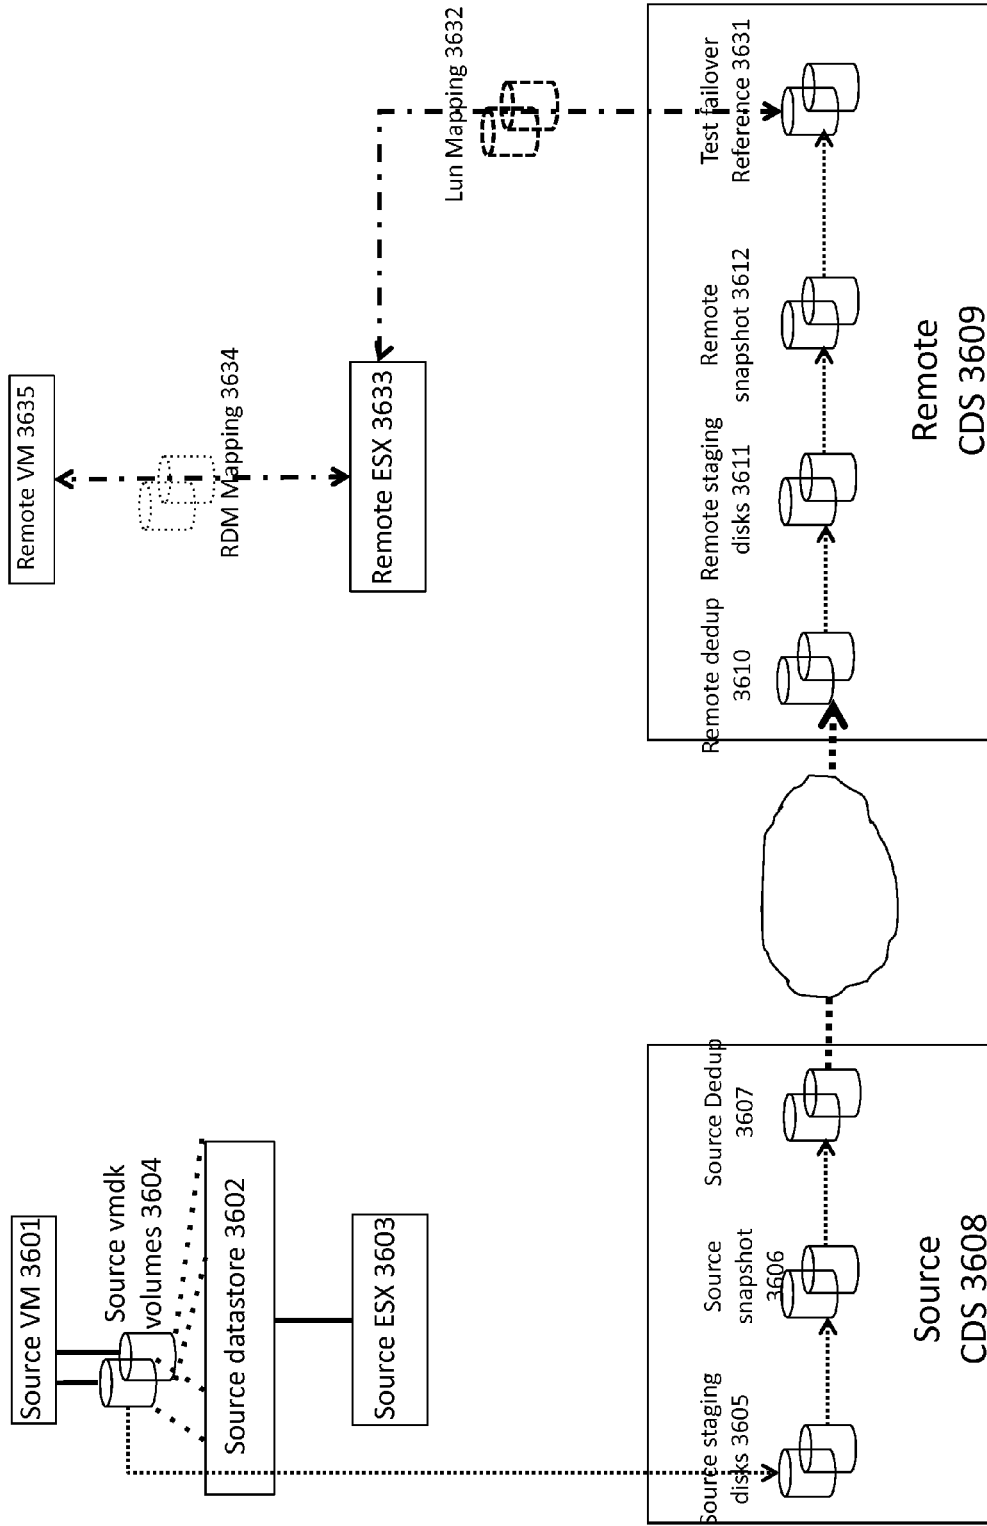 Source VM 3601
Source vmdk
volumes 3604
Source datastore 3602
Source ESX 3603
Source staging
disks 3605
Source
snapshot
3606
Source Dedup
3607
Source
CDS 3608
Remote VM 3635
RDM Mapping 3634
Remote ESX 3633
Lun Mapping 3632
Remote dedup
3610
Remote staging
disks 3611
Remote
snapshot 3612
Test failover
Reference 3631
Remote
CDS 3609